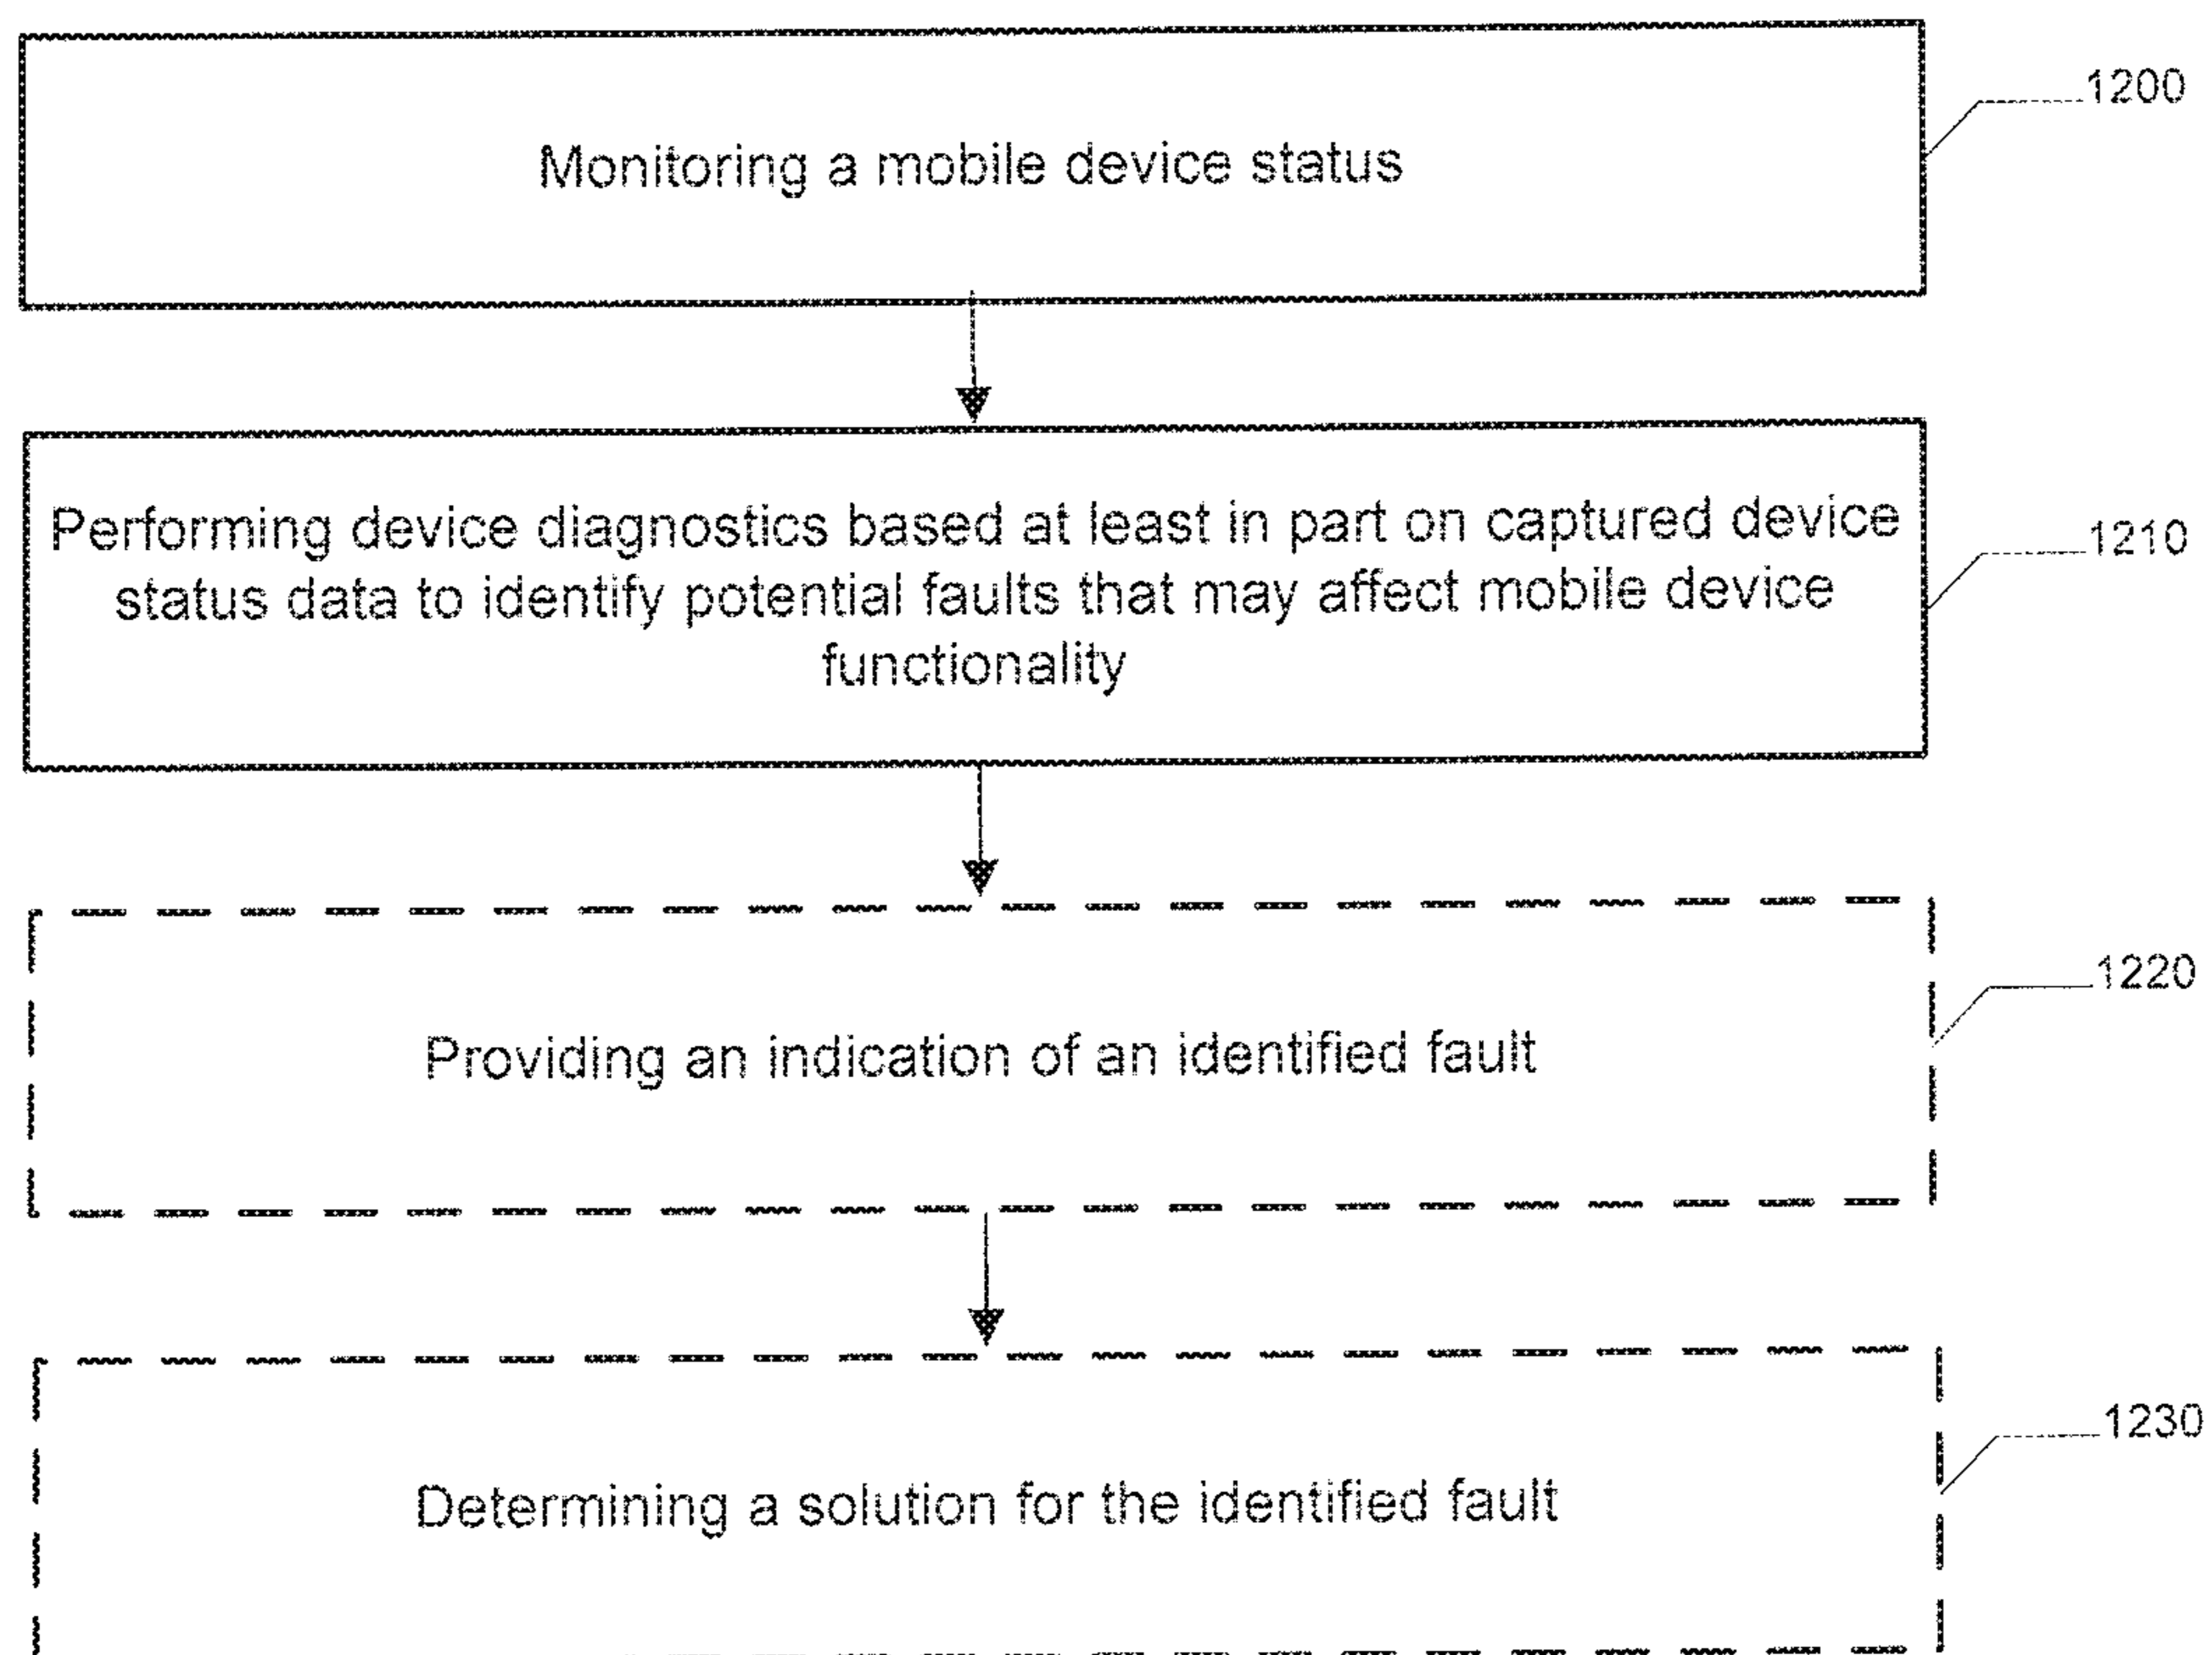 Monitoring a mobile device status
1200
Performing device diagnostics based at least in part on captured device
status data to identify potential faults that may affect mobile device
functionality
1210
Providing an indication of an identified fault
1220
Determining a solution for the identified fault
1230